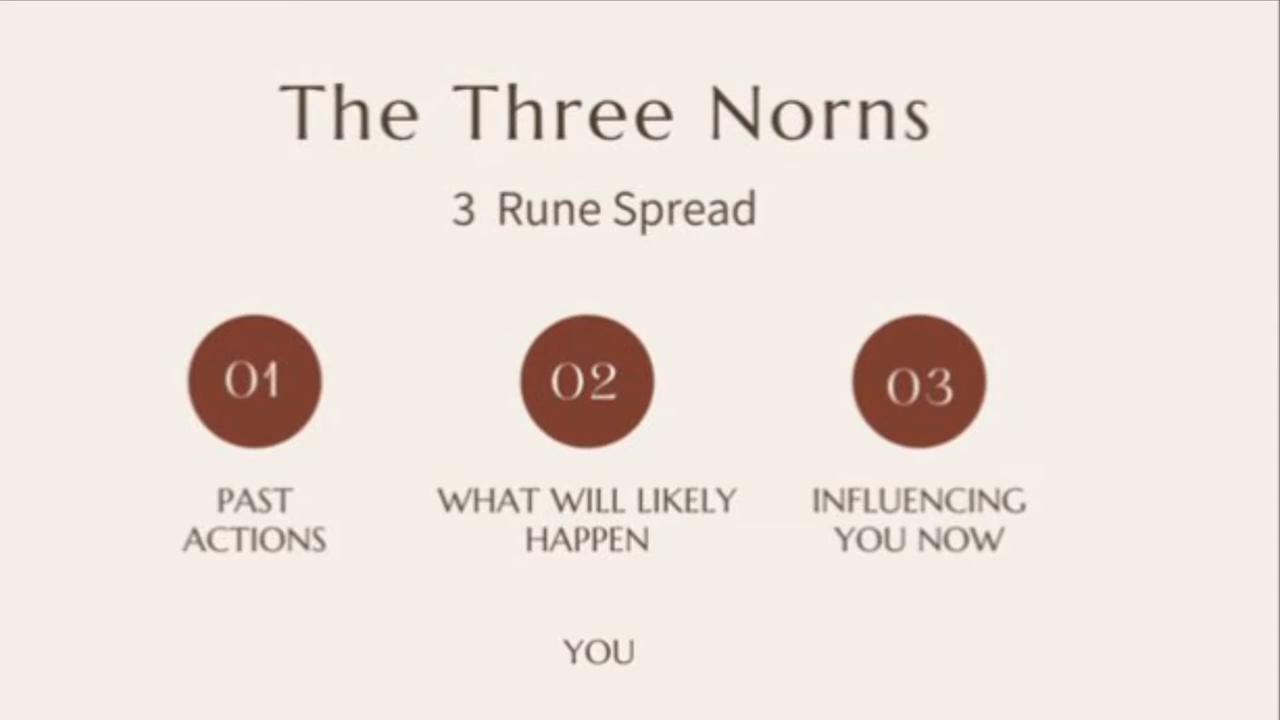 The Three Norns
3 Rune Spread
01
02
03
PAST
ACTIONS
WHAT WILL LIKELY
HAPPEN
INFLUENCING
YOU NOW
YOU